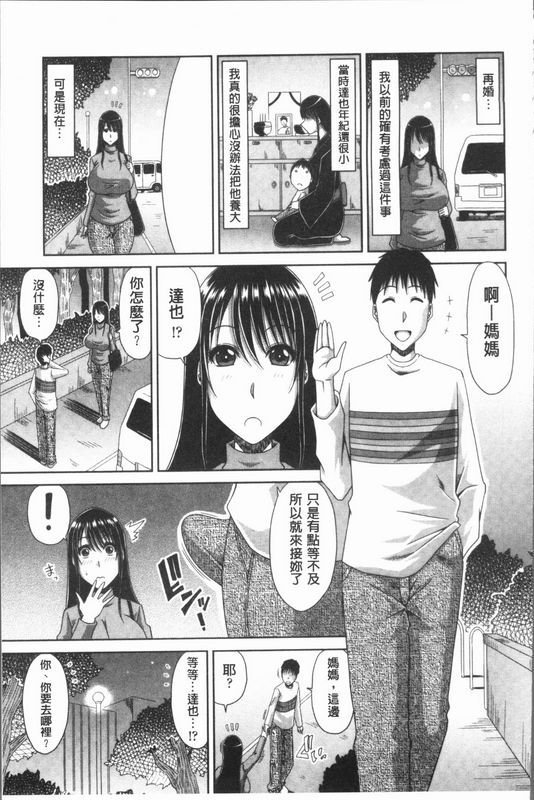 再婚…
我以前的確有考慮過這件事
當時達也年紀還很小
我真的很擔心沒辦法把他養大
可是現在…
啊—媽媽
達也!?
你怎麼了?
沒什麼…
只是有點等不及
所以就來接妳了
!
まっ
ドドン!
媽媽,這邊
耶?
等等…達也…!?
你、你要去哪裡?